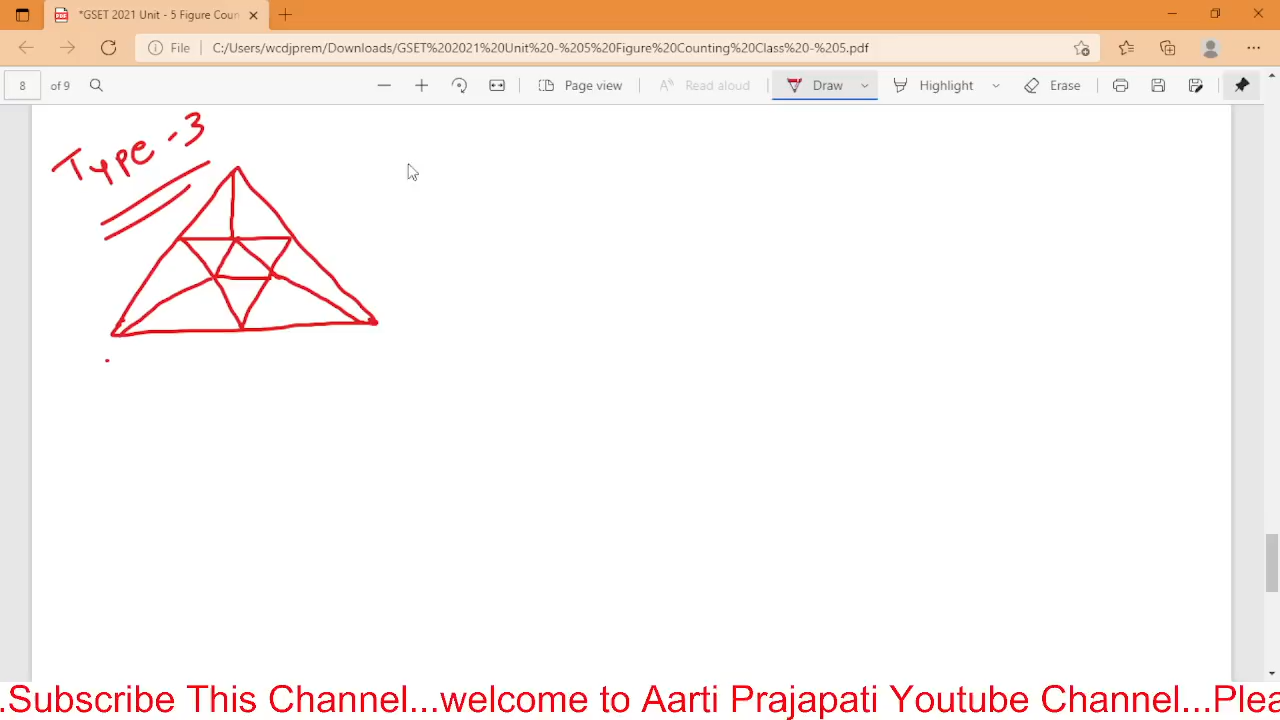 *GSET 2021 Unit - 5 Figure Coun
File
C:/Users/wcdjprem/Downloads/GSET%202021%20Unit%20-%205%20Figure%20Counting%20Class%20-%205.pdf
8 of 9
Page view
Read aloud
Draw
Highlight
Erase
Type - 3
.Subscribe This Channel...welcome to Aarti Prajapati Youtube Channel...Plea